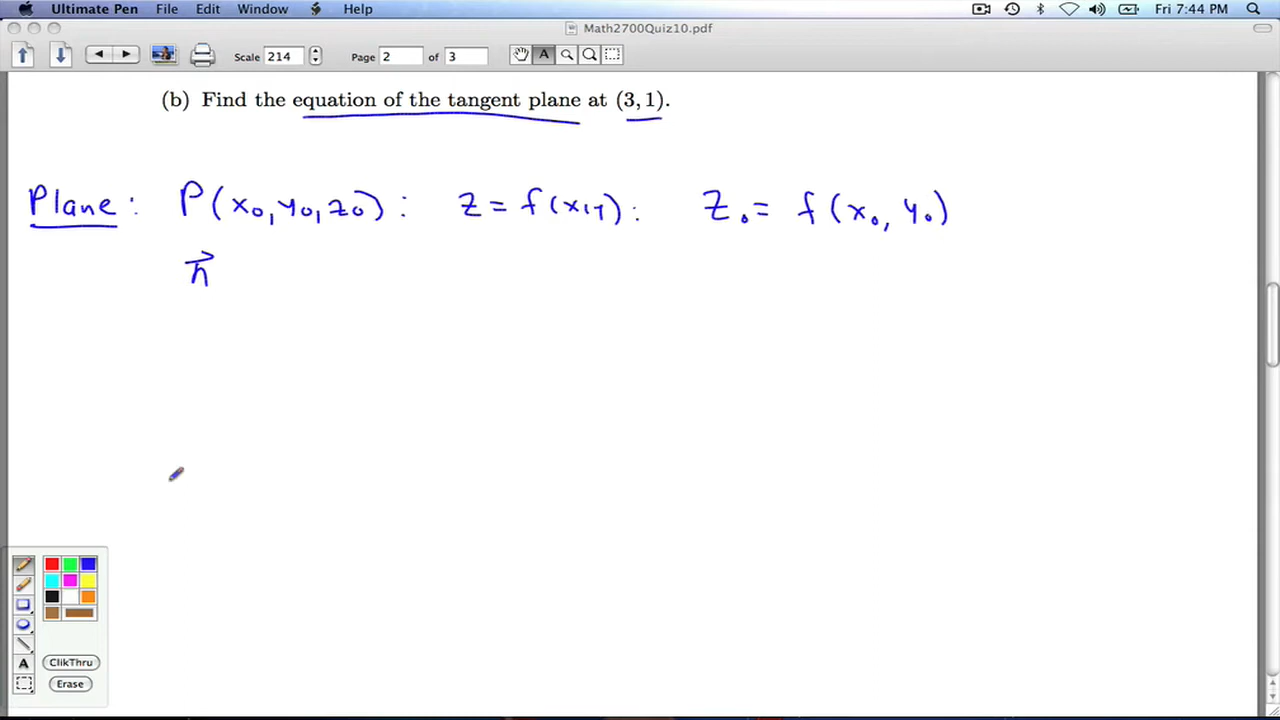 Ultimate Pen File Edit Window Help Fri 7:44 PM
Math2700Quiz10.pdf
Scale 214 Page 2 of 3 A
(b) Find the equation of the tangent plane at (3, 1).
Plane: P(x₀, y₀, z₀): z = f(x,y): z₀ = f(x₀, y₀)
n⃗
A
ClikThru
Erase